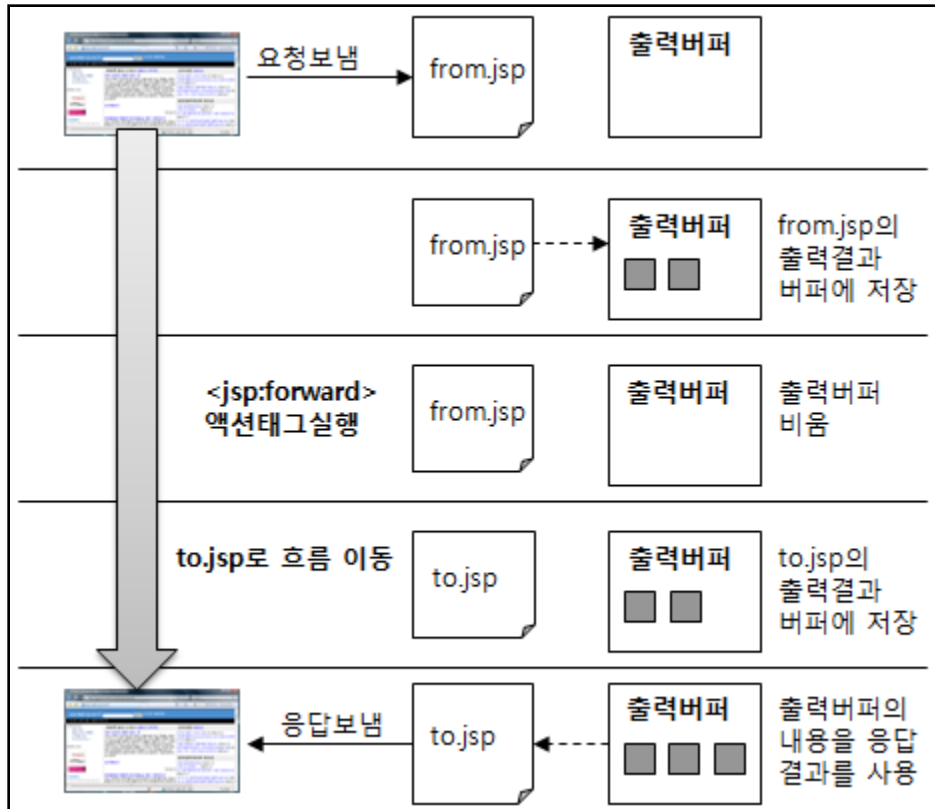 요청보냄
from.jsp
출력버퍼
from.jsp
출력버퍼
from.jsp의
출력결과
버퍼에 저장
<jsp:forward>
액션태그실행
from.jsp
출력버퍼
출력버퍼
비움
to.jsp로 흐름 이동
to.jsp
출력버퍼
to.jsp의
출력결과
버퍼에 저장
응답보냄
to.jsp
출력버퍼
출력버퍼의
내용을 응답
결과를 사용